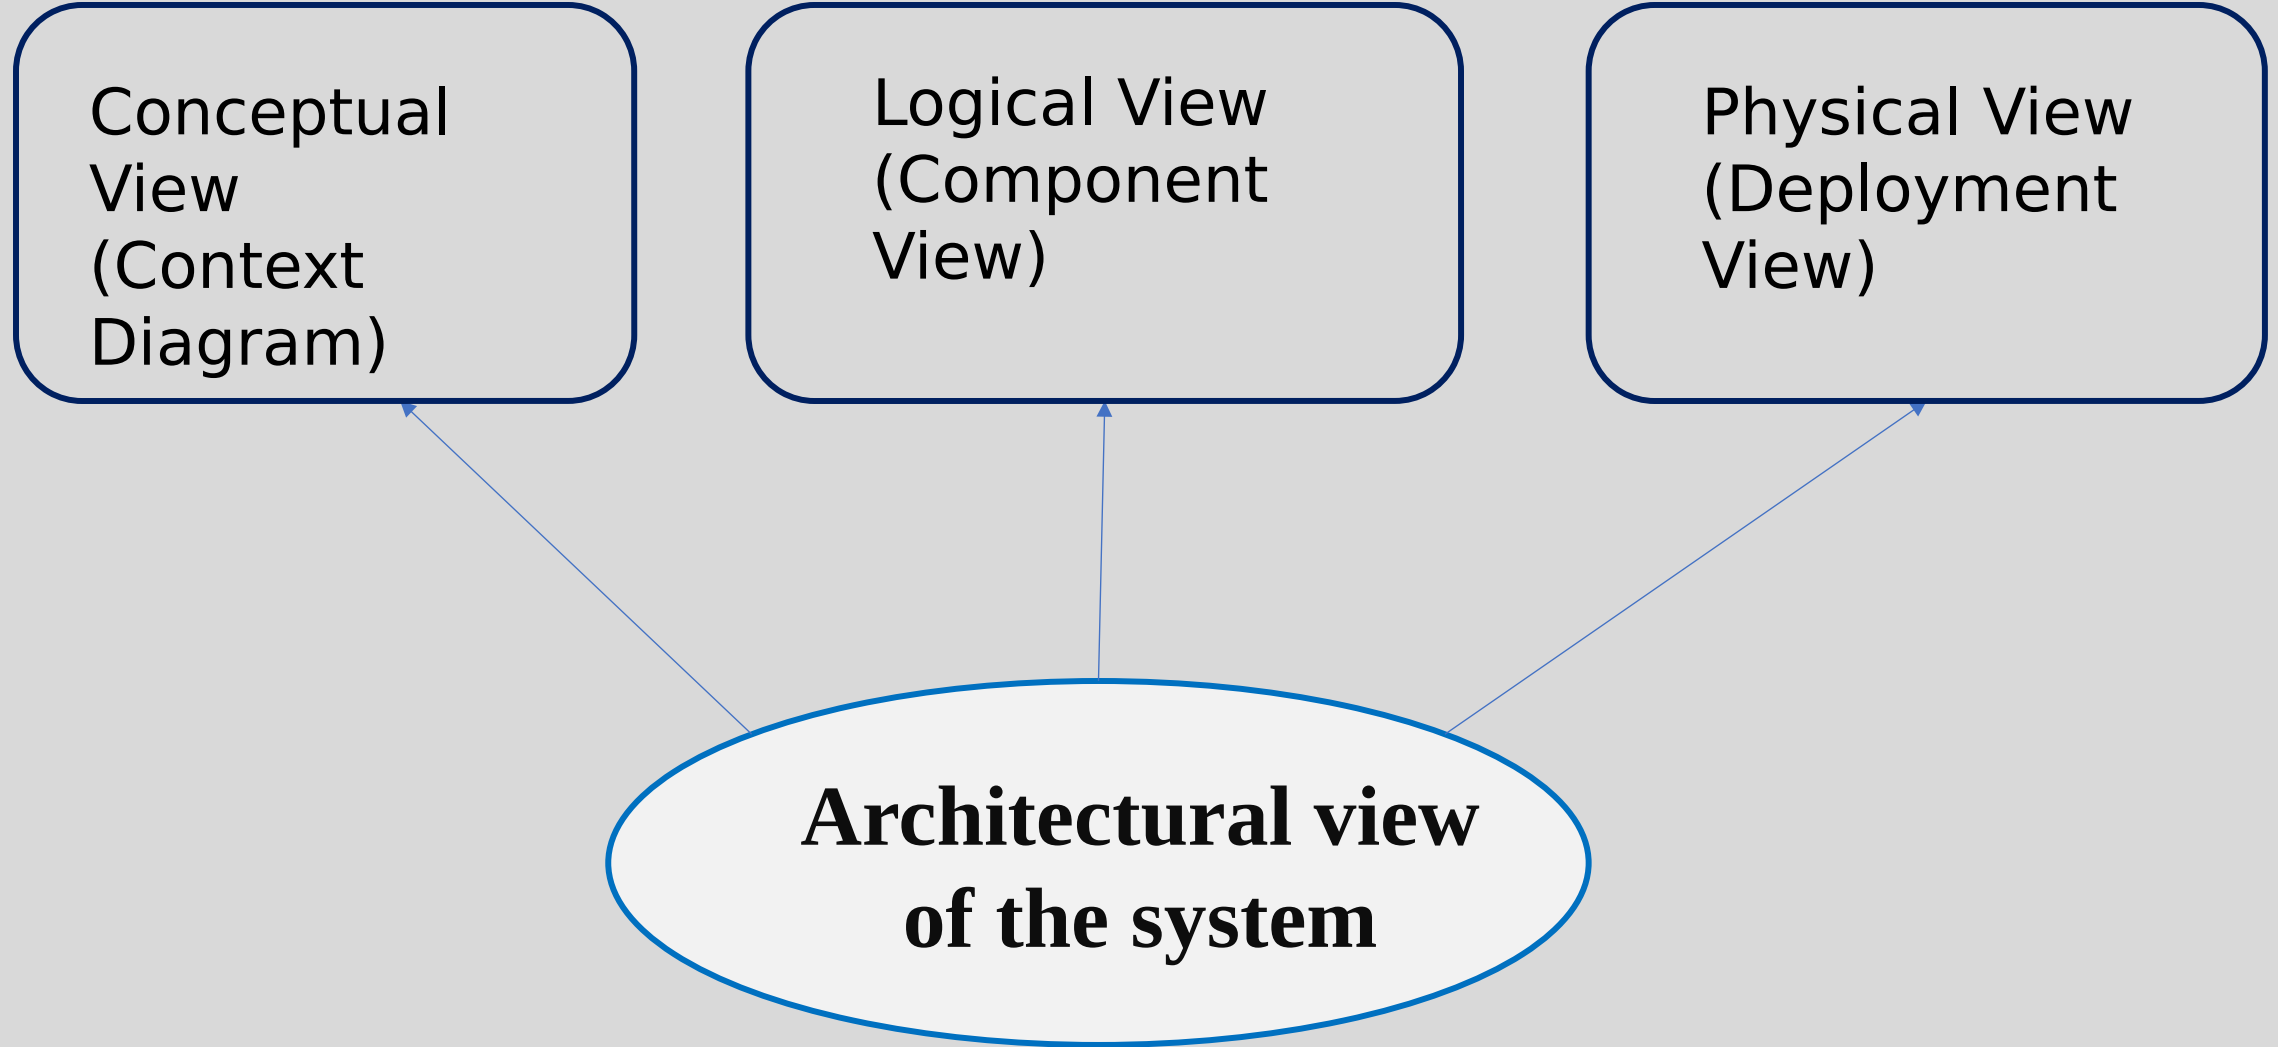 Conceptual
View
(Context
Diagram)
Logical View
(Component
View)
Physical View
(Deployment
View)
Architectural view
of the system